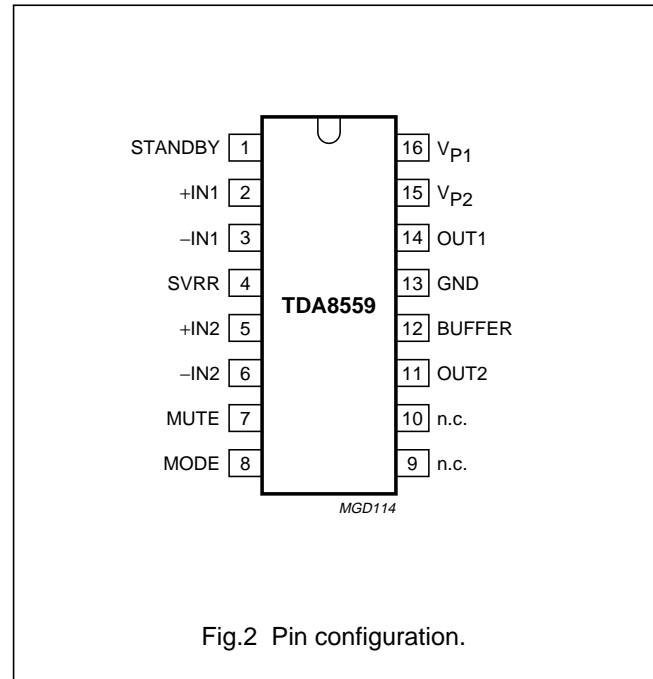 STANDBY 1 16 VP1
+IN1 2 15 VP2
−IN1 3 14 OUT1
SVRR 4 13 GND
TDA8559
+IN2 5 12 BUFFER
−IN2 6 11 OUT2
MUTE 7 10 n.c.
MODE 8 9 n.c.
MGD114
Fig.2 Pin configuration.